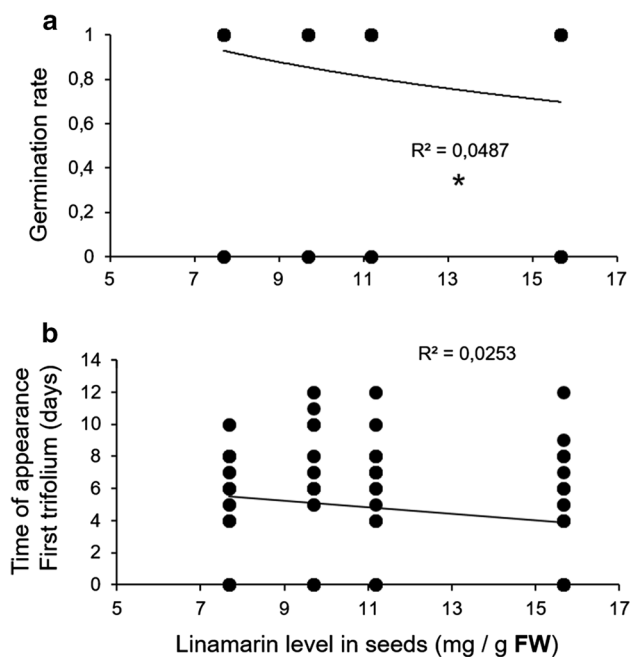 a
Germination rate
1
0,8
0,6
0,4
0,2
0
R² = 0,0487
*
5 7 9 11 13 15 17
b
Time of appearance
First trifolium (days)
14
12
10
8
6
4
2
0
R² = 0,0253
5 7 9 11 13 15 17
Linamarin level in seeds (mg / g FW)